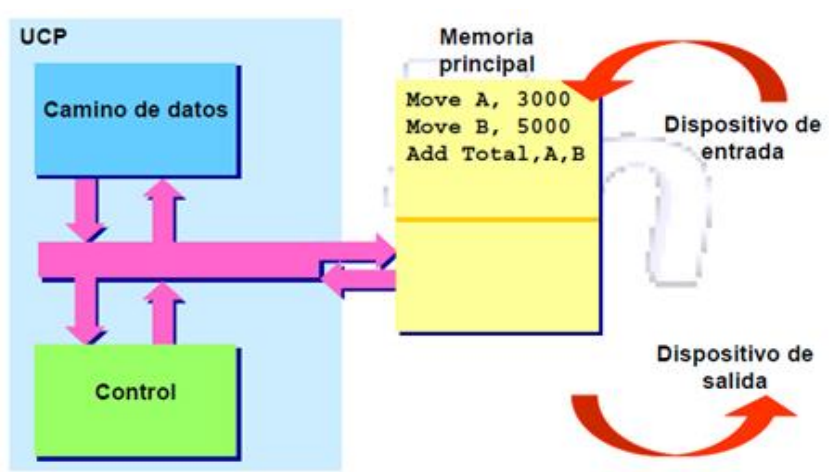 UCP
Camino de datos
Control
Memoria
principal
Move A, 3000
Move B, 5000
Add Total,A,B
Dispositivo de
entrada
Dispositivo de
salida